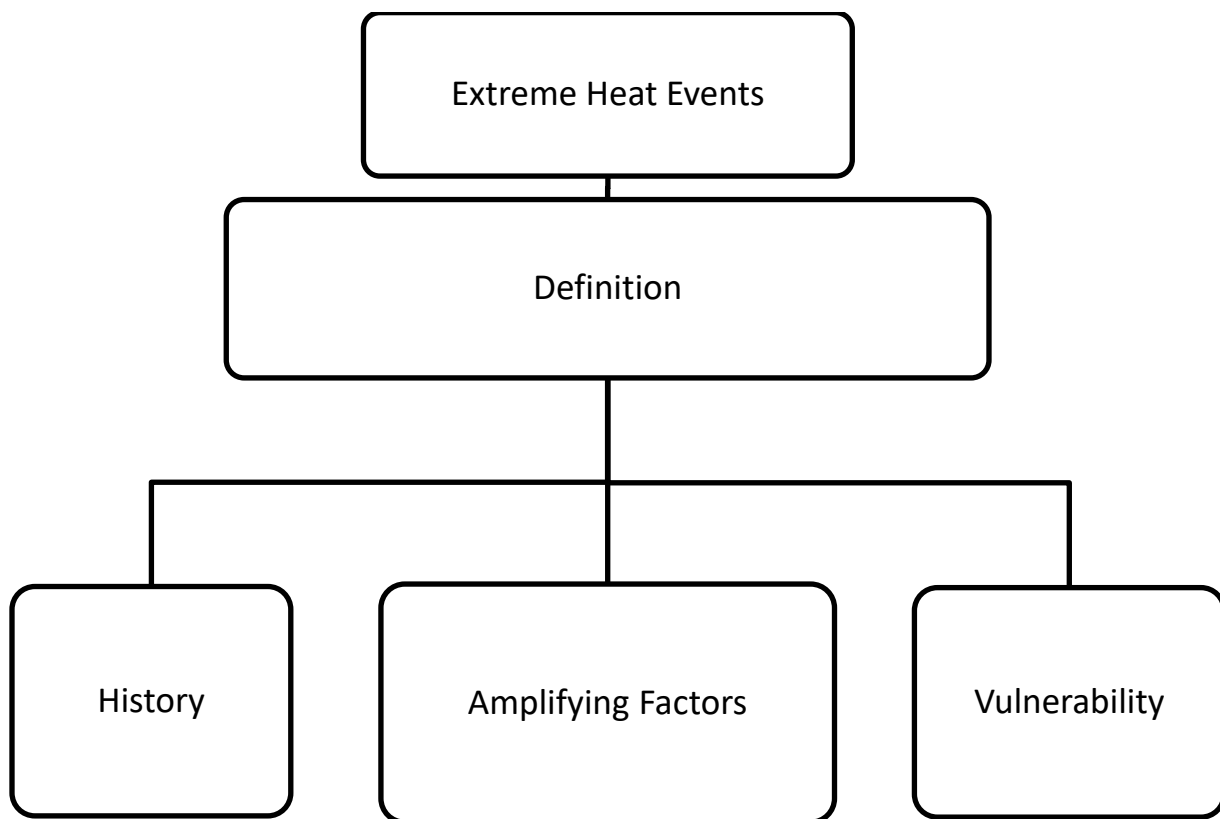 Extreme Heat Events
Definition
History
Amplifying Factors
Vulnerability